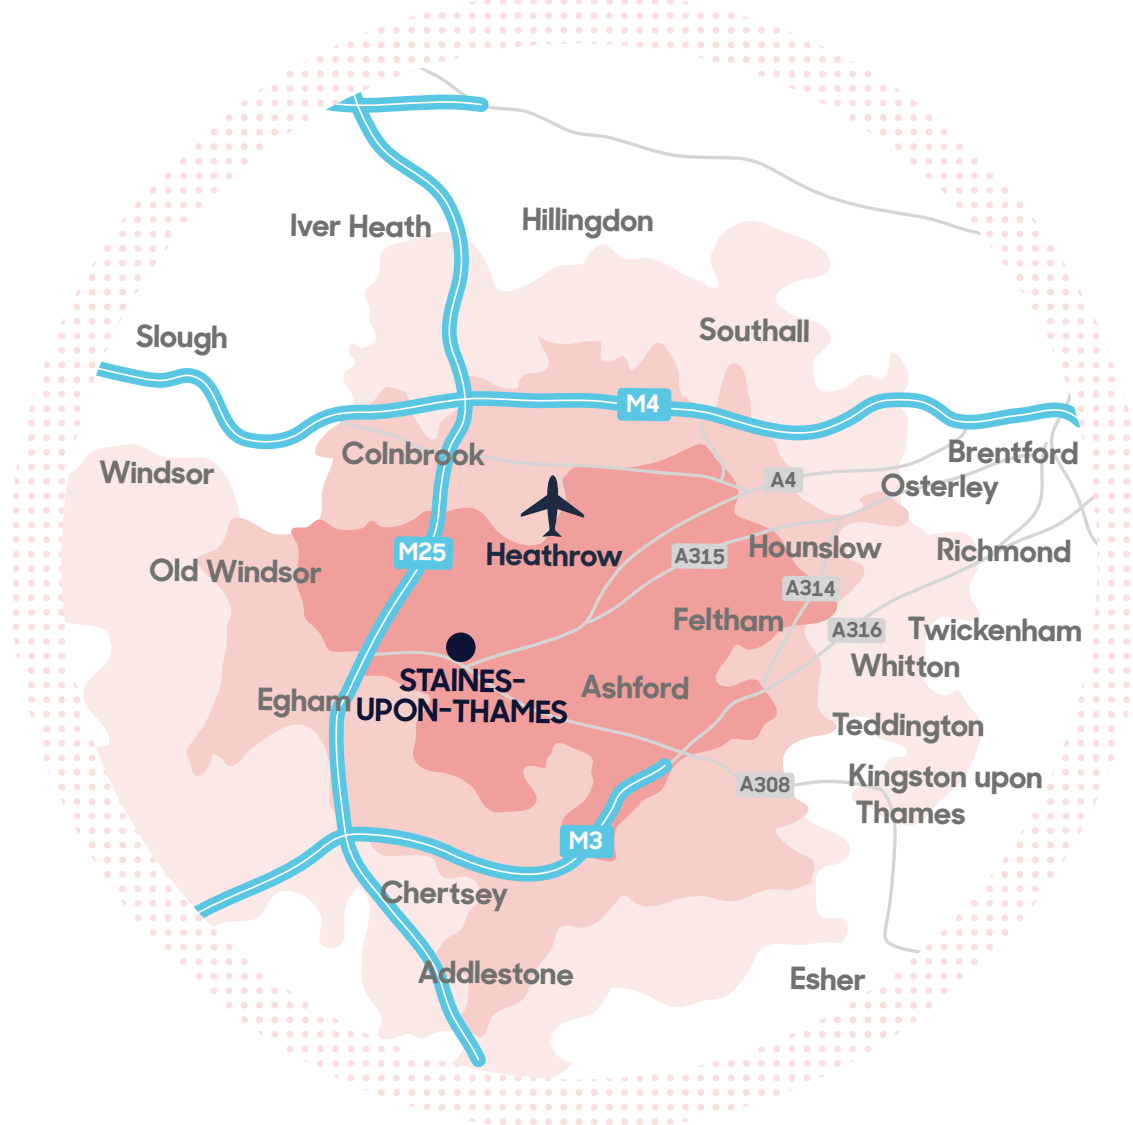 Hillingdon
Iver Heath
Southall
Slough
M4
Brentford
Colnbrook
Windsor
A4
Osterley
M25
Heathrow
A315
Hounslow
Richmond
Old Windsor
A314
Feltham
A316
Twickenham
Whitton
STAINES-
UPON-THAMES
Ashford
Egham
Teddington
Kingston upon
Thames
A308
M3
Chertsey
Addlestone
Esher